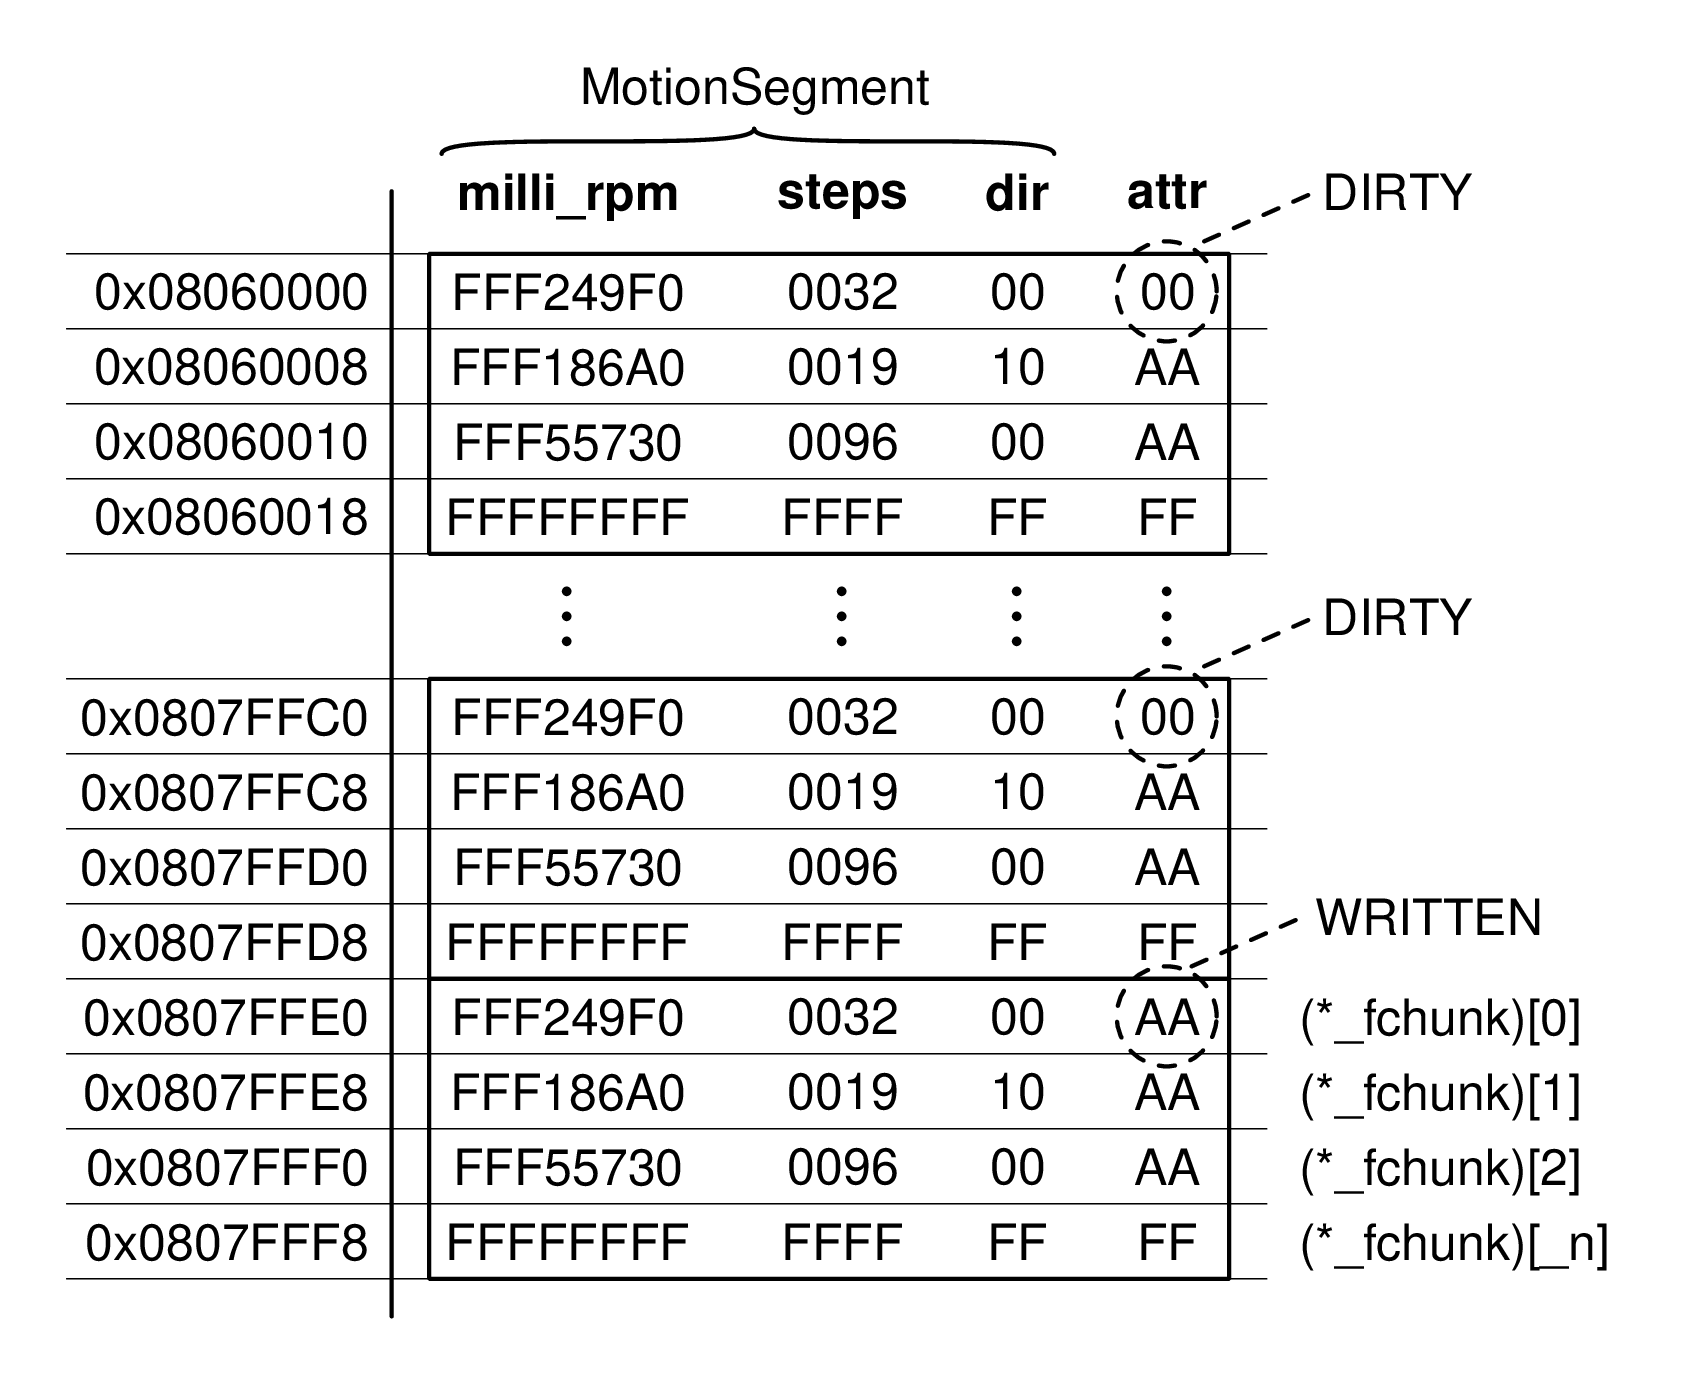 MotionSegment
milli_rpm steps dir attr DIRTY
0x08060000 FFF249F0 0032 00 00
0x08060008 FFF186A0 0019 10 AA
0x08060010 FFF55730 0096 00 AA
0x08060018 FFFFFFFF FFFF FF FF
DIRTY
0x0807FFC0 FFF249F0 0032 00 00
0x0807FFC8 FFF186A0 0019 10 AA
0x0807FFD0 FFF55730 0096 00 AA
WRITTEN
0x0807FFD8 FFFFFFFF FFFF FF FF
0x0807FFE0 FFF249F0 0032 00 AA (*_fchunk)[0]
0x0807FFE8 FFF186A0 0019 10 AA (*_fchunk)[1]
0x0807FFF0 FFF55730 0096 00 AA (*_fchunk)[2]
0x0807FFF8 FFFFFFFF FFFF FF FF (*_fchunk)[_n]